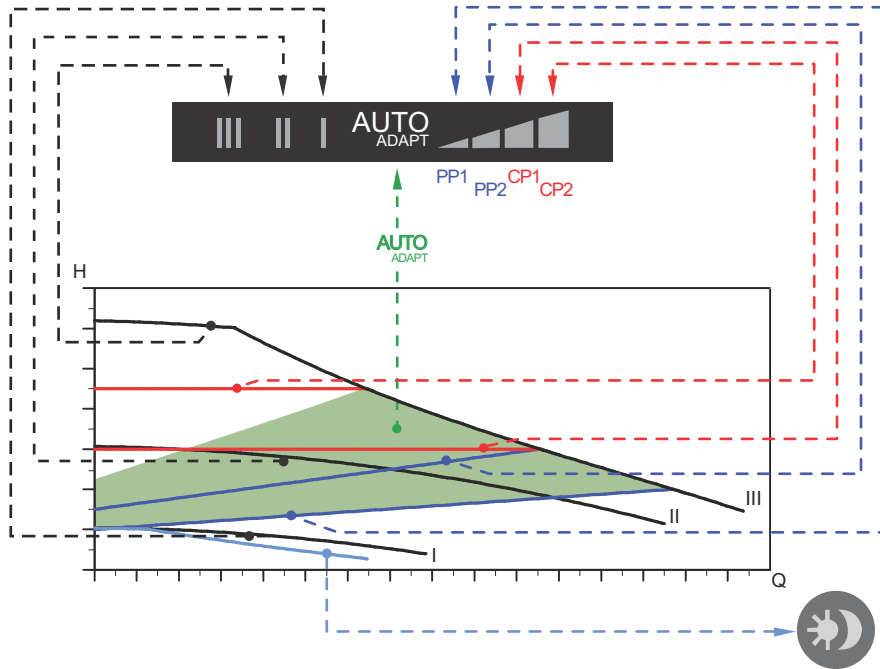 III II I AUTO
ADAPT
PP1 PP2 CP1 CP2
AUTO
ADAPT
H
III
II
I
Q